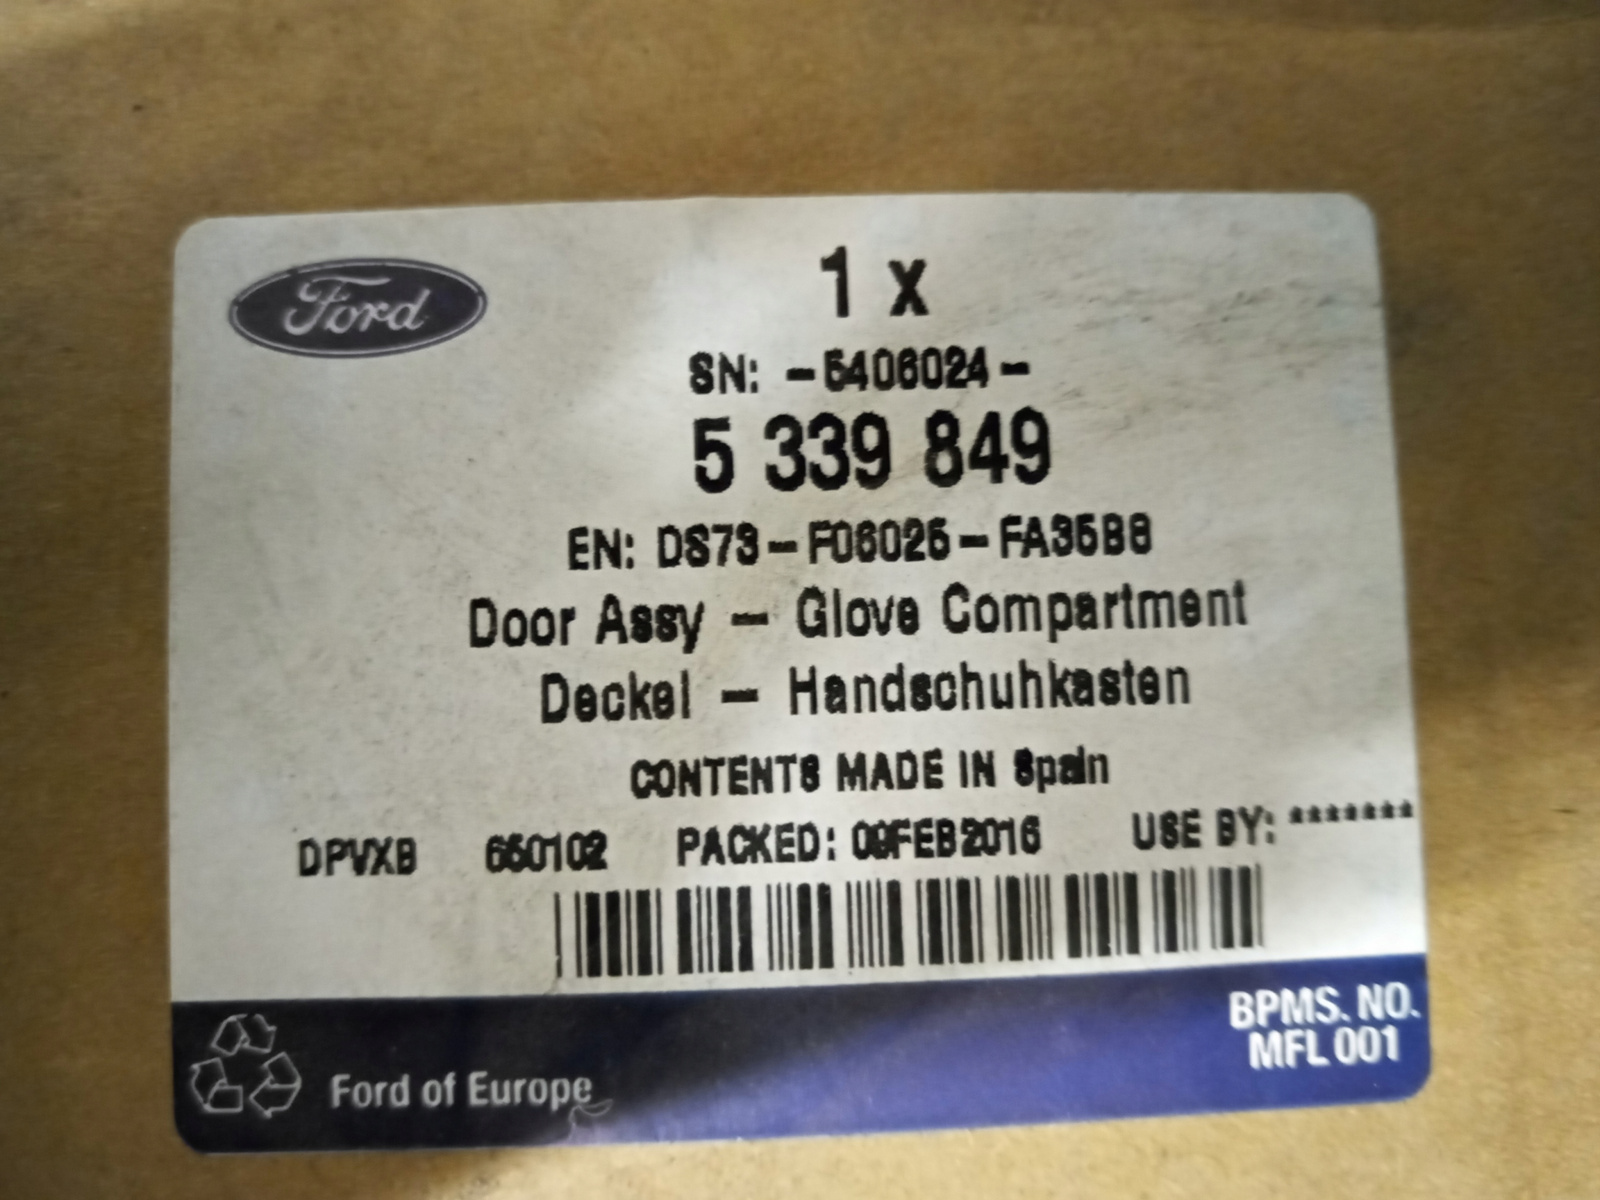 Ford
1 x
SN: -5406024-
5 339 849
EN: DS73-F06026-FA35B8
Door Assy - Glove Compartment
Deckel - Handschuhkasten
CONTENTS MADE IN Spain
DPVXB 650102 PACKED: 09FEB2016 USE BY: *******
BPMS. NO.
MFL 001
Ford of Europe